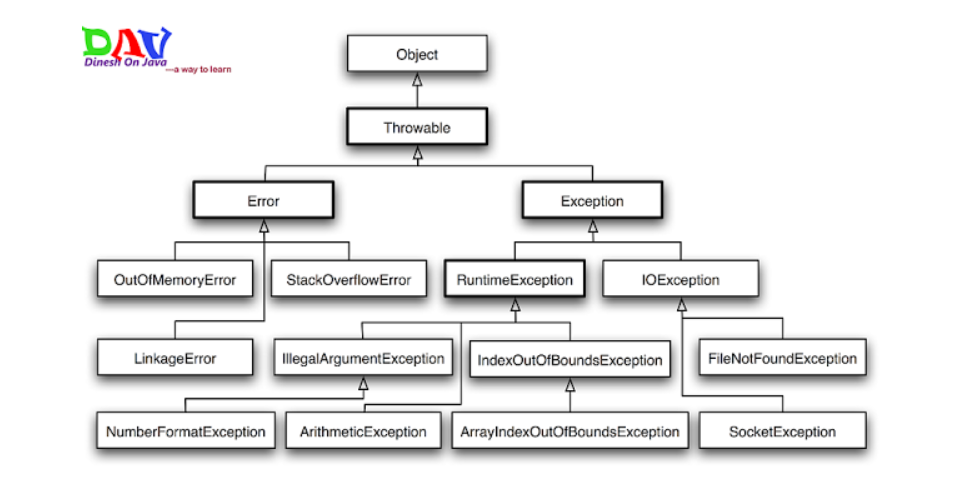 DAV
Dinesh On Java
---a way to learn
Object
Throwable
Error
Exception
OutOfMemoryError
StackOverflowError
RuntimeException
IOException
LinkageError
IllegalArgumentException
IndexOutOfBoundsException
FileNotFoundException
NumberFormatException
ArithmeticException
ArrayIndexOutOfBoundsException
SocketException